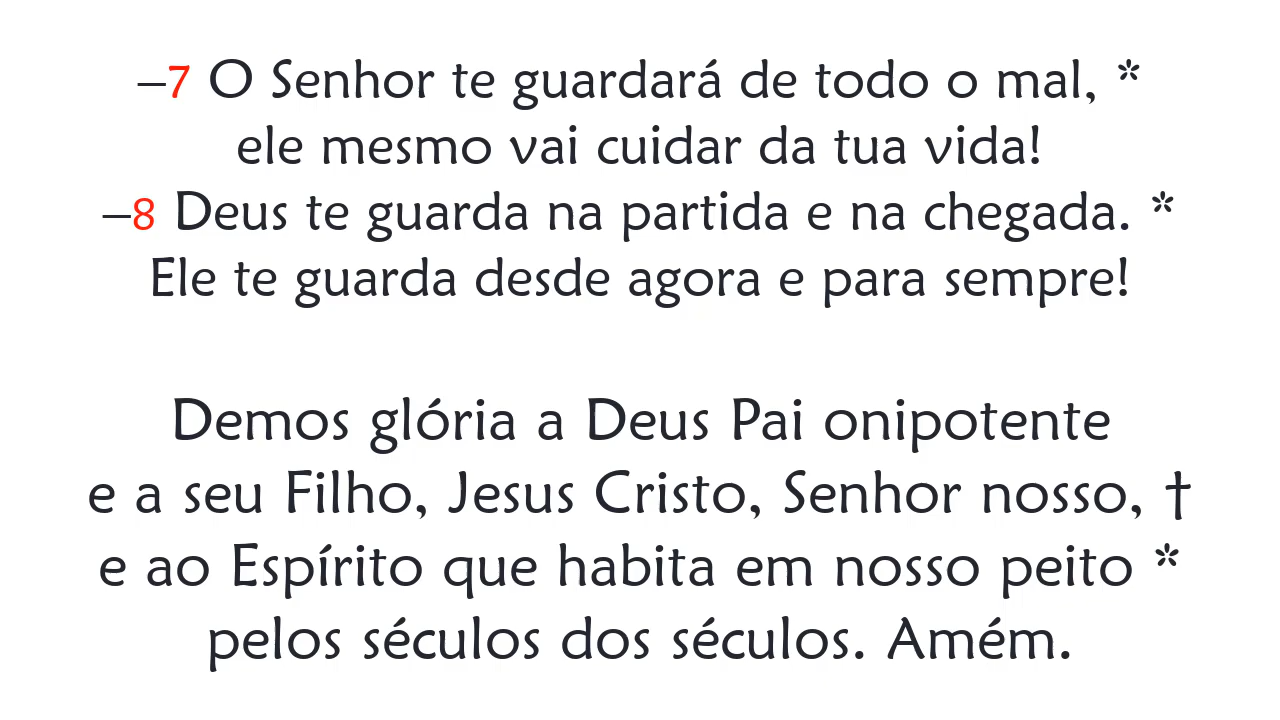 –7 O Senhor te guardará de todo o mal, *
ele mesmo vai cuidar da tua vida!
–8 Deus te guarda na partida e na chegada. *
Ele te guarda desde agora e para sempre!
Demos glória a Deus Pai onipotente
e a seu Filho, Jesus Cristo, Senhor nosso, †
e ao Espírito que habita em nosso peito *
pelos séculos dos séculos. Amém.